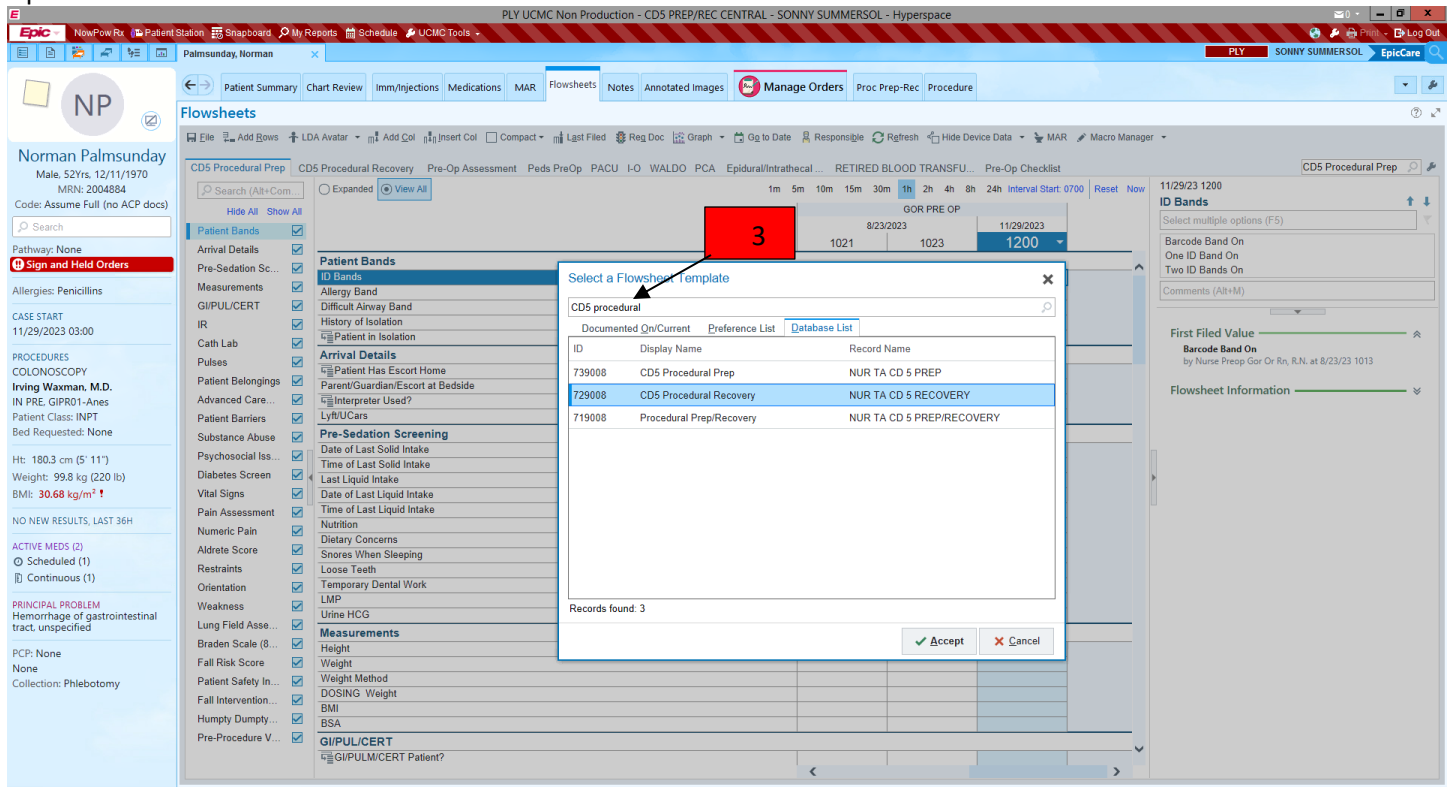 PLY UCMC Non Production - CD5 PREP/REC CENTRAL - SONNY SUMMERSOL - Hyperspace
Epic NowPow Rx Patient Station Snapboard My Reports Schedule UCMC Tools Print Log Out
Palmsunday, Norman × PLY SONNY SUMMERSOL EpicCare
Patient Summary Chart Review Imm/Injections Medications MAR Flowsheets Notes Annotated Images Manage Orders Proc Prep-Rec Procedure
NP
Norman Palmsunday
Male, 52Yrs, 12/11/1970
MRN: 2004884
Code: Assume Full (no ACP docs)
Search
Pathway: None
Sign and Held Orders
Allergies: Penicillins
CASE START
11/29/2023 03:00
PROCEDURES
COLONOSCOPY
Irving Waxman, M.D.
IN PRE, GIPR01-Anes
Patient Class: INPT
Bed Requested: None
Ht: 180.3 cm (5' 11")
Weight: 99.8 kg (220 lb)
BMI: 30.68 kg/m² !
NO NEW RESULTS, LAST 36H
ACTIVE MEDS (2)
Scheduled (1)
Continuous (1)
PRINCIPAL PROBLEM
Hemorrhage of gastrointestinal
tract, unspecified
PCP: None
None
Collection: Phlebotomy
Flowsheets
File Add Rows LDA Avatar Add Col Insert Col Compact Last Filed Reg Doc Graph Go to Date Responsible Refresh Hide Device Data MAR Macro Manager
CD5 Procedural Prep CD5 Procedural Recovery Pre-Op Assessment Peds PreOp PACU I-O WALDO PCA Epidural/Intrathecal ... RETIRED BLOOD TRANSFU... Pre-Op Checklist CD5 Procedural Prep
Search (Alt+Com... Expanded View All 1m 5m 10m 15m 30m 1h 2h 4h 8h 24h Interval Start: 0700 Reset Now
Hide All Show All
Patient Bands
Arrival Details
Pre-Sedation Sc...
Measurements
GI/PUL/CERT
IR
Cath Lab
Pulses
Patient Belongings
Advanced Care...
Patient Barriers
Substance Abuse
Psychosocial Iss...
Diabetes Screen
Vital Signs
Pain Assessment
Numeric Pain
Aldrete Score
Restraints
Orientation
Weakness
Lung Field Asse...
Braden Scale (8...
Fall Risk Score
Patient Safety In...
Fall Intervention...
Humpty Dumpty...
Pre-Procedure V...
GOR PRE OP
8/23/2023 11/29/2023
1021 1023 1200
Patient Bands
ID Bands
Allergy Band
Difficult Airway Band
History of Isolation
Patient in Isolation
Arrival Details
Patient Has Escort Home
Parent/Guardian/Escort at Bedside
Interpreter Used?
Lyft/UCars
Pre-Sedation Screening
Date of Last Solid Intake
Time of Last Solid Intake
Last Liquid Intake
Date of Last Liquid Intake
Time of Last Liquid Intake
Nutrition
Dietary Concerns
Snores When Sleeping
Loose Teeth
Temporary Dental Work
LMP
Urine HCG
Measurements
Height
Weight
Weight Method
DOSING Weight
BMI
BSA
GI/PUL/CERT
GI/PULM/CERT Patient?
3
Select a Flowsheet Template
CD5 procedural
Documented On/Current Preference List Database List
ID Display Name Record Name
739008 CD5 Procedural Prep NUR TA CD 5 PREP
729008 CD5 Procedural Recovery NUR TA CD 5 RECOVERY
719008 Procedural Prep/Recovery NUR TA CD 5 PREP/RECOVERY
Records found: 3
Accept Cancel
11/29/23 1200
ID Bands
Select multiple options (F5)
Barcode Band On
One ID Band On
Two ID Bands On
Comments (Alt+M)
First Filed Value
Barcode Band On
by Nurse Preop Gor Or Rn, R.N. at 8/23/23 1013
Flowsheet Information